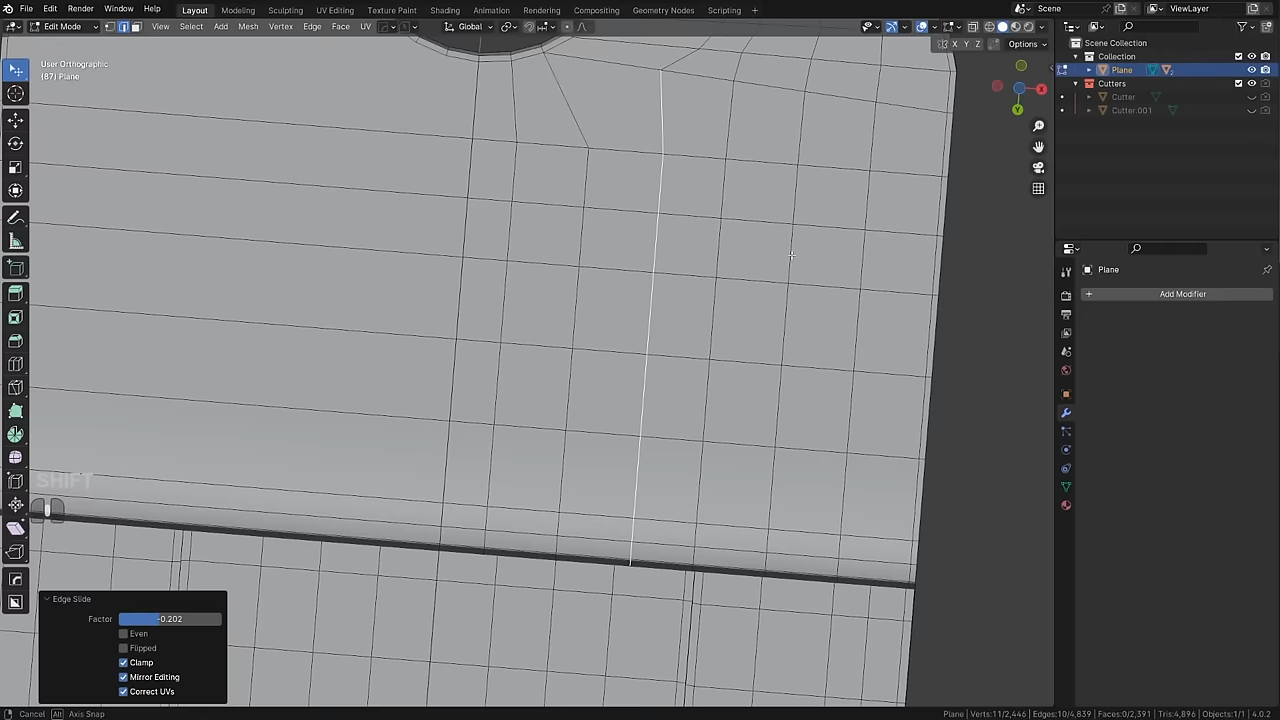 File Edit Render Window Help Layout Modeling Sculpting UV Editing Texture Paint Shading Animation Rendering Compositing Geometry Nodes Scripting + Scene ViewLayer
Edit Mode View Select Add Mesh Vertex Edge Face UV Global
X Y Z Options
User Orthographic
(87) Plane
X
Y
Scene Collection
Collection
Plane
2
Cutters
Cutter
Cutter.001
Plane
+ Add Modifier
SHIFT
Edge Slide
Factor -0.202
Even
Flipped
Clamp
Mirror Editing
Correct UVs
Cancel Alt Axis Snap Plane | Verts:11/2,446 | Edges:10/4,839 | Faces:0/2,391 | Tris:4,896 | Objects:1/1 | 4.0.2